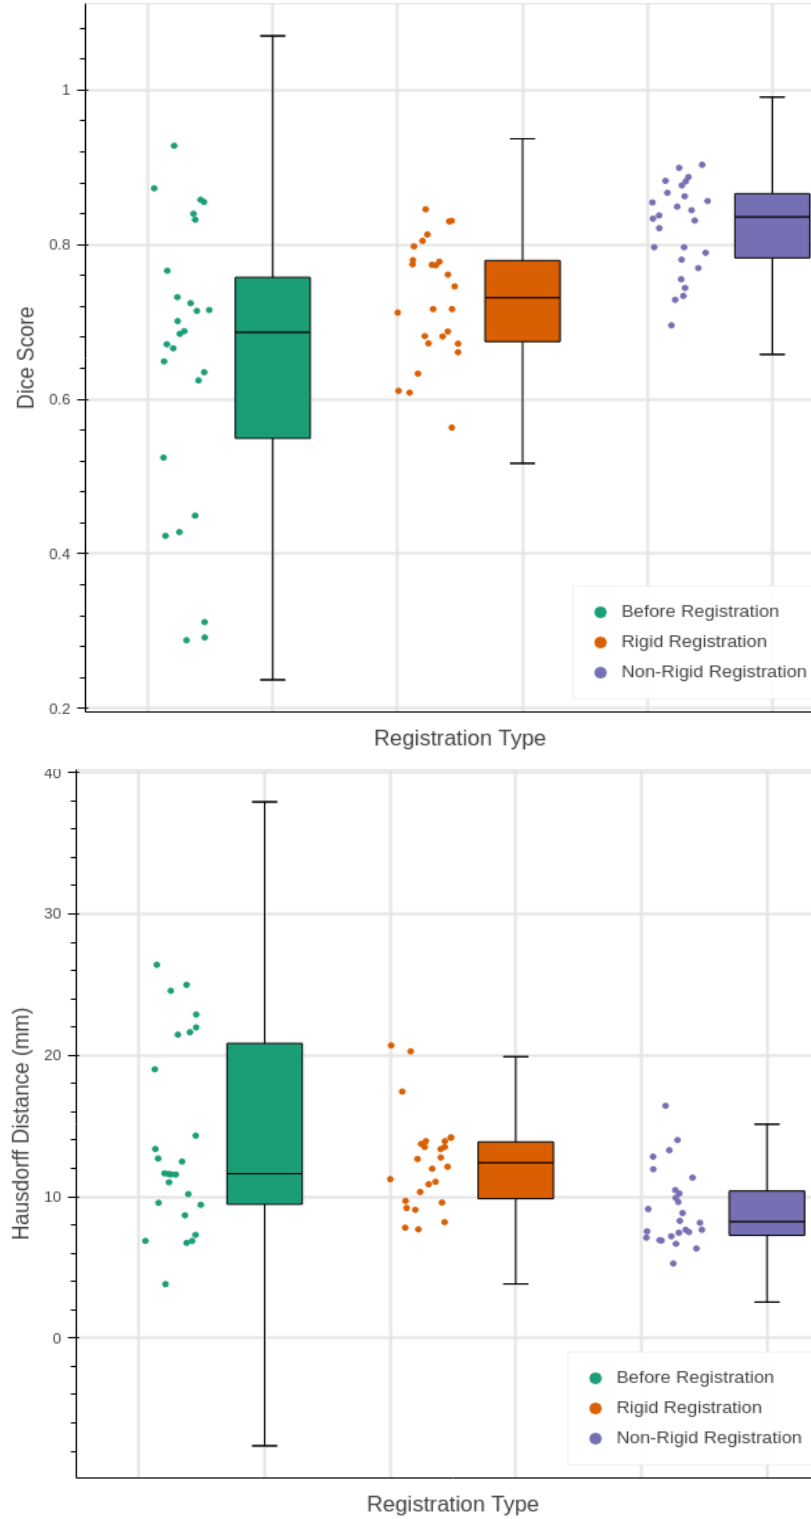 1
0.8
0.6
0.4
0.2
Dice Score
Before Registration
Rigid Registration
Non-Rigid Registration
Registration Type
40
30
20
10
0
Hausdorff Distance (mm)
Before Registration
Rigid Registration
Non-Rigid Registration
Registration Type